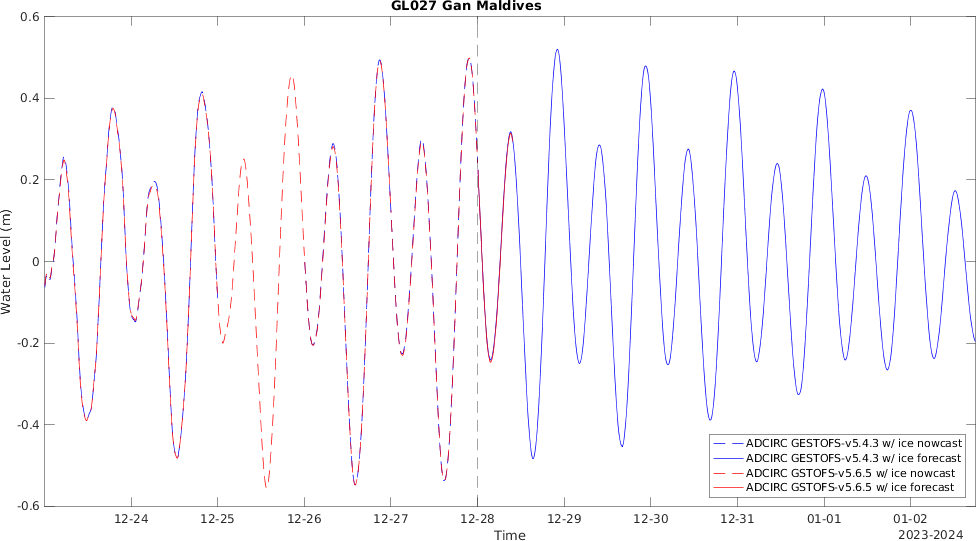 GL027 Gan Maldives
0.6
0.4
0.2
0
-0.2
-0.4
-0.6
Water Level (m)
12-24
12-25
12-26
12-27
12-28
12-29
12-30
12-31
01-01
01-02
Time
2023-2024
ADCIRC GESTOFS-v5.4.3 w/ ice nowcast
ADCIRC GESTOFS-v5.4.3 w/ ice forecast
ADCIRC GSTOFS-v5.6.5 w/ ice nowcast
ADCIRC GSTOFS-v5.6.5 w/ ice forecast